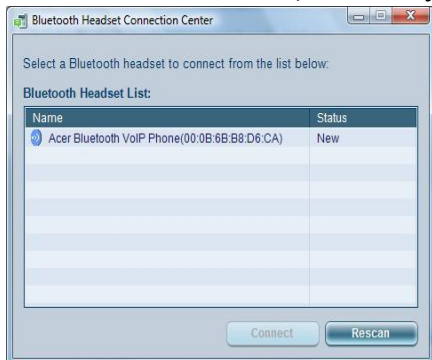 Bluetooth Headset Connection Center
Select a Bluetooth headset to connect from the list below:
Bluetooth Headset List:
Name Status
Acer Bluetooth VoIP Phone(00:0B:6B:B8:D6:CA) New
Connect Rescan